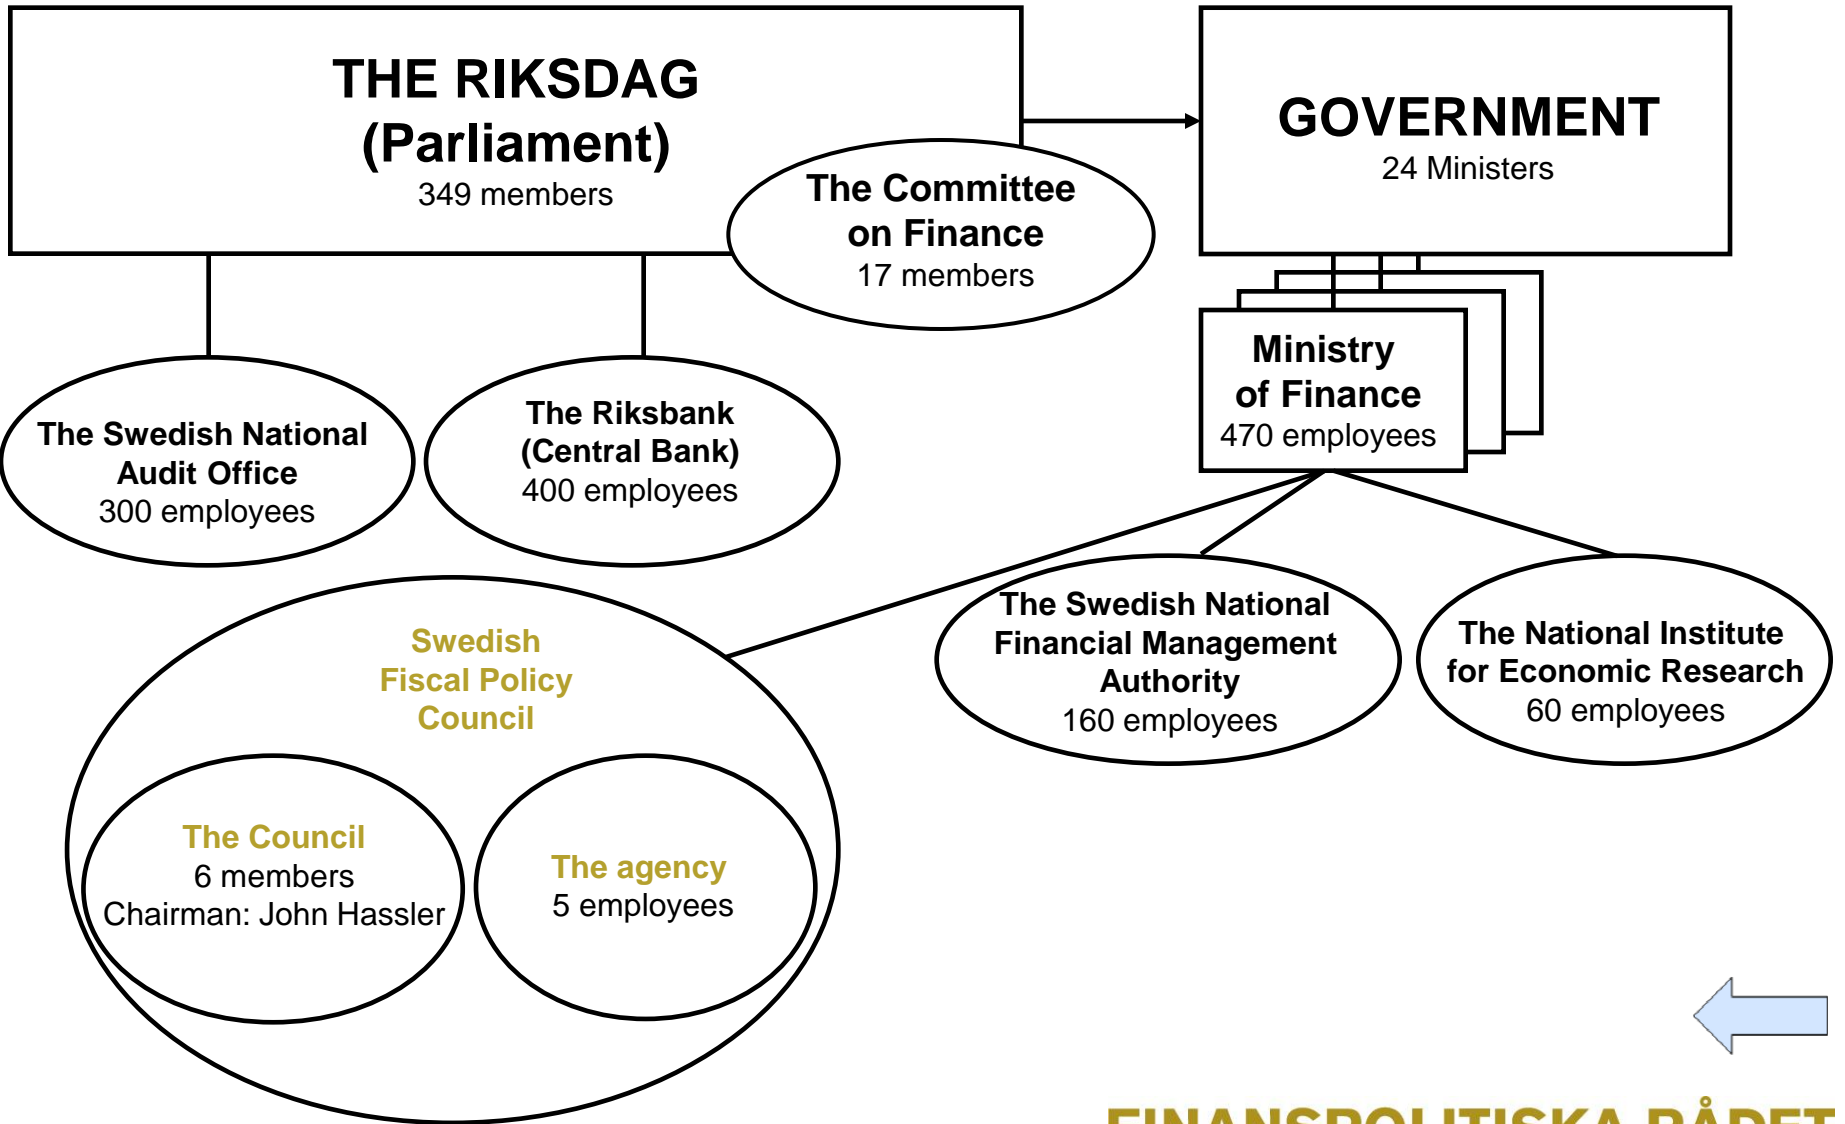 THE RIKSDAG
(Parliament)
349 members
GOVERNMENT
24 Ministers
The Committee
on Finance
17 members
Ministry
of Finance
470 employees
The Swedish National
Audit Office
300 employees
The Riksbank
(Central Bank)
400 employees
Swedish
Fiscal Policy
Council
The Swedish National
Financial Management
Authority
160 employees
The National Institute
for Economic Research
60 employees
The Council
6 members
Chairman: John Hassler
The agency
5 employees
FINANSPOLITISKA RÅDET